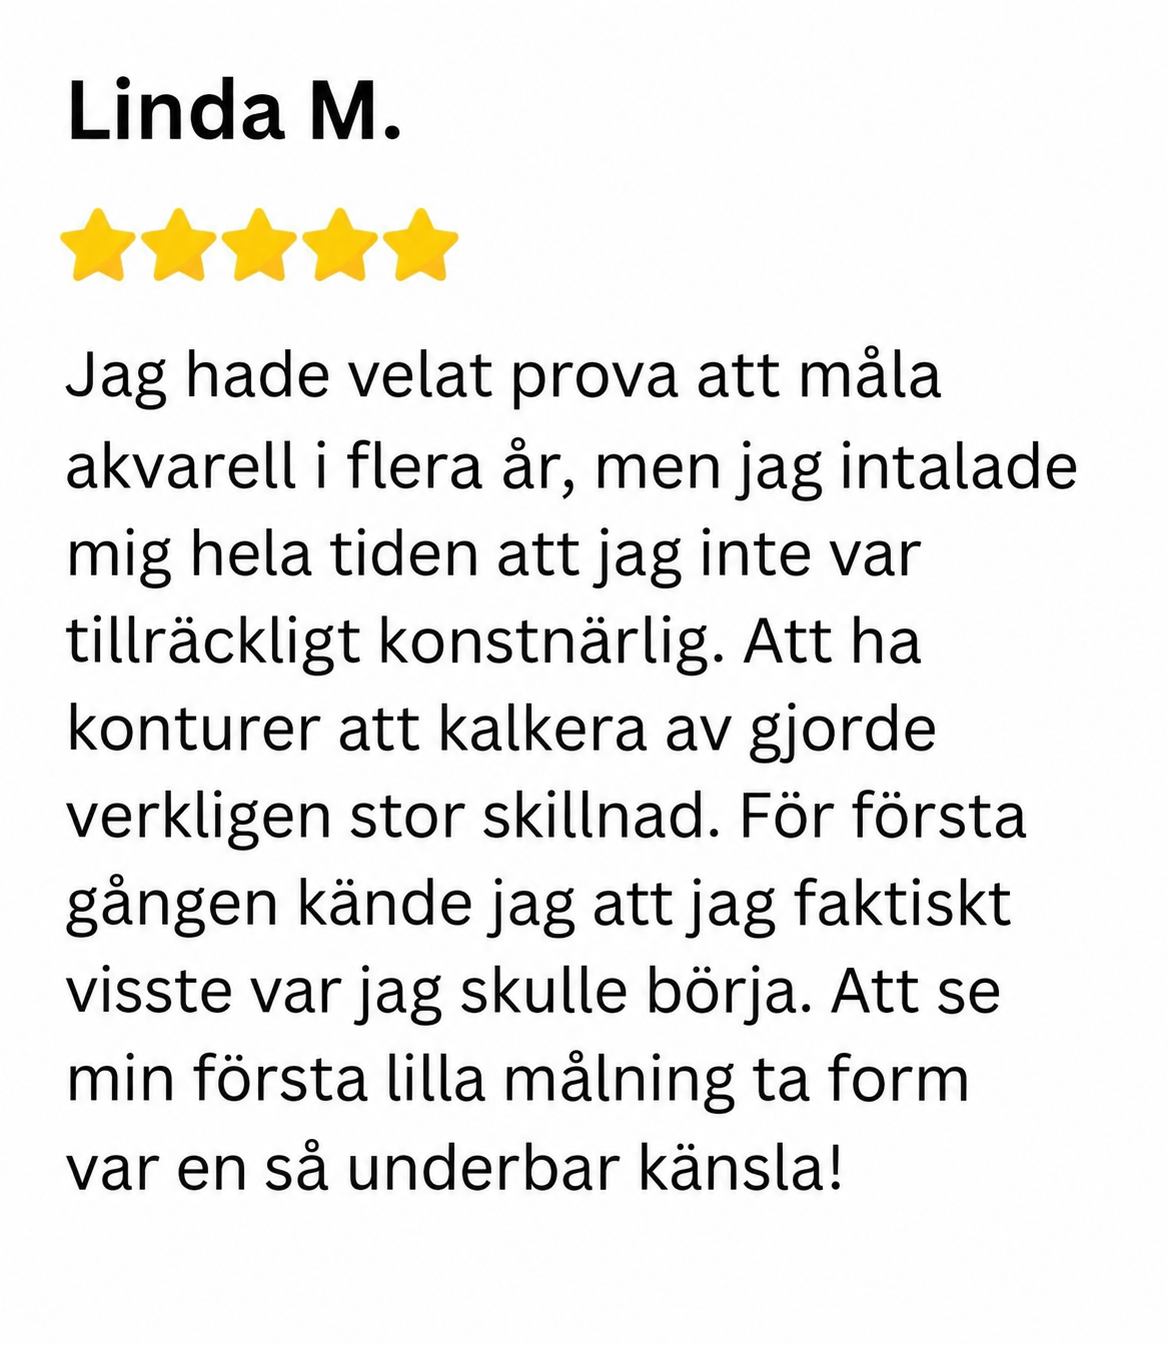 Linda M.
⭐⭐⭐⭐⭐
Jag hade velat prova att måla
akvarell i flera år, men jag intalade
mig hela tiden att jag inte var
tillräckligt konstnärlig. Att ha
konturer att kalkera av gjorde
verkligen stor skillnad. För första
gången kände jag att jag faktiskt
visste var jag skulle börja. Att se
min första lilla målning ta form
var en så underbar känsla!